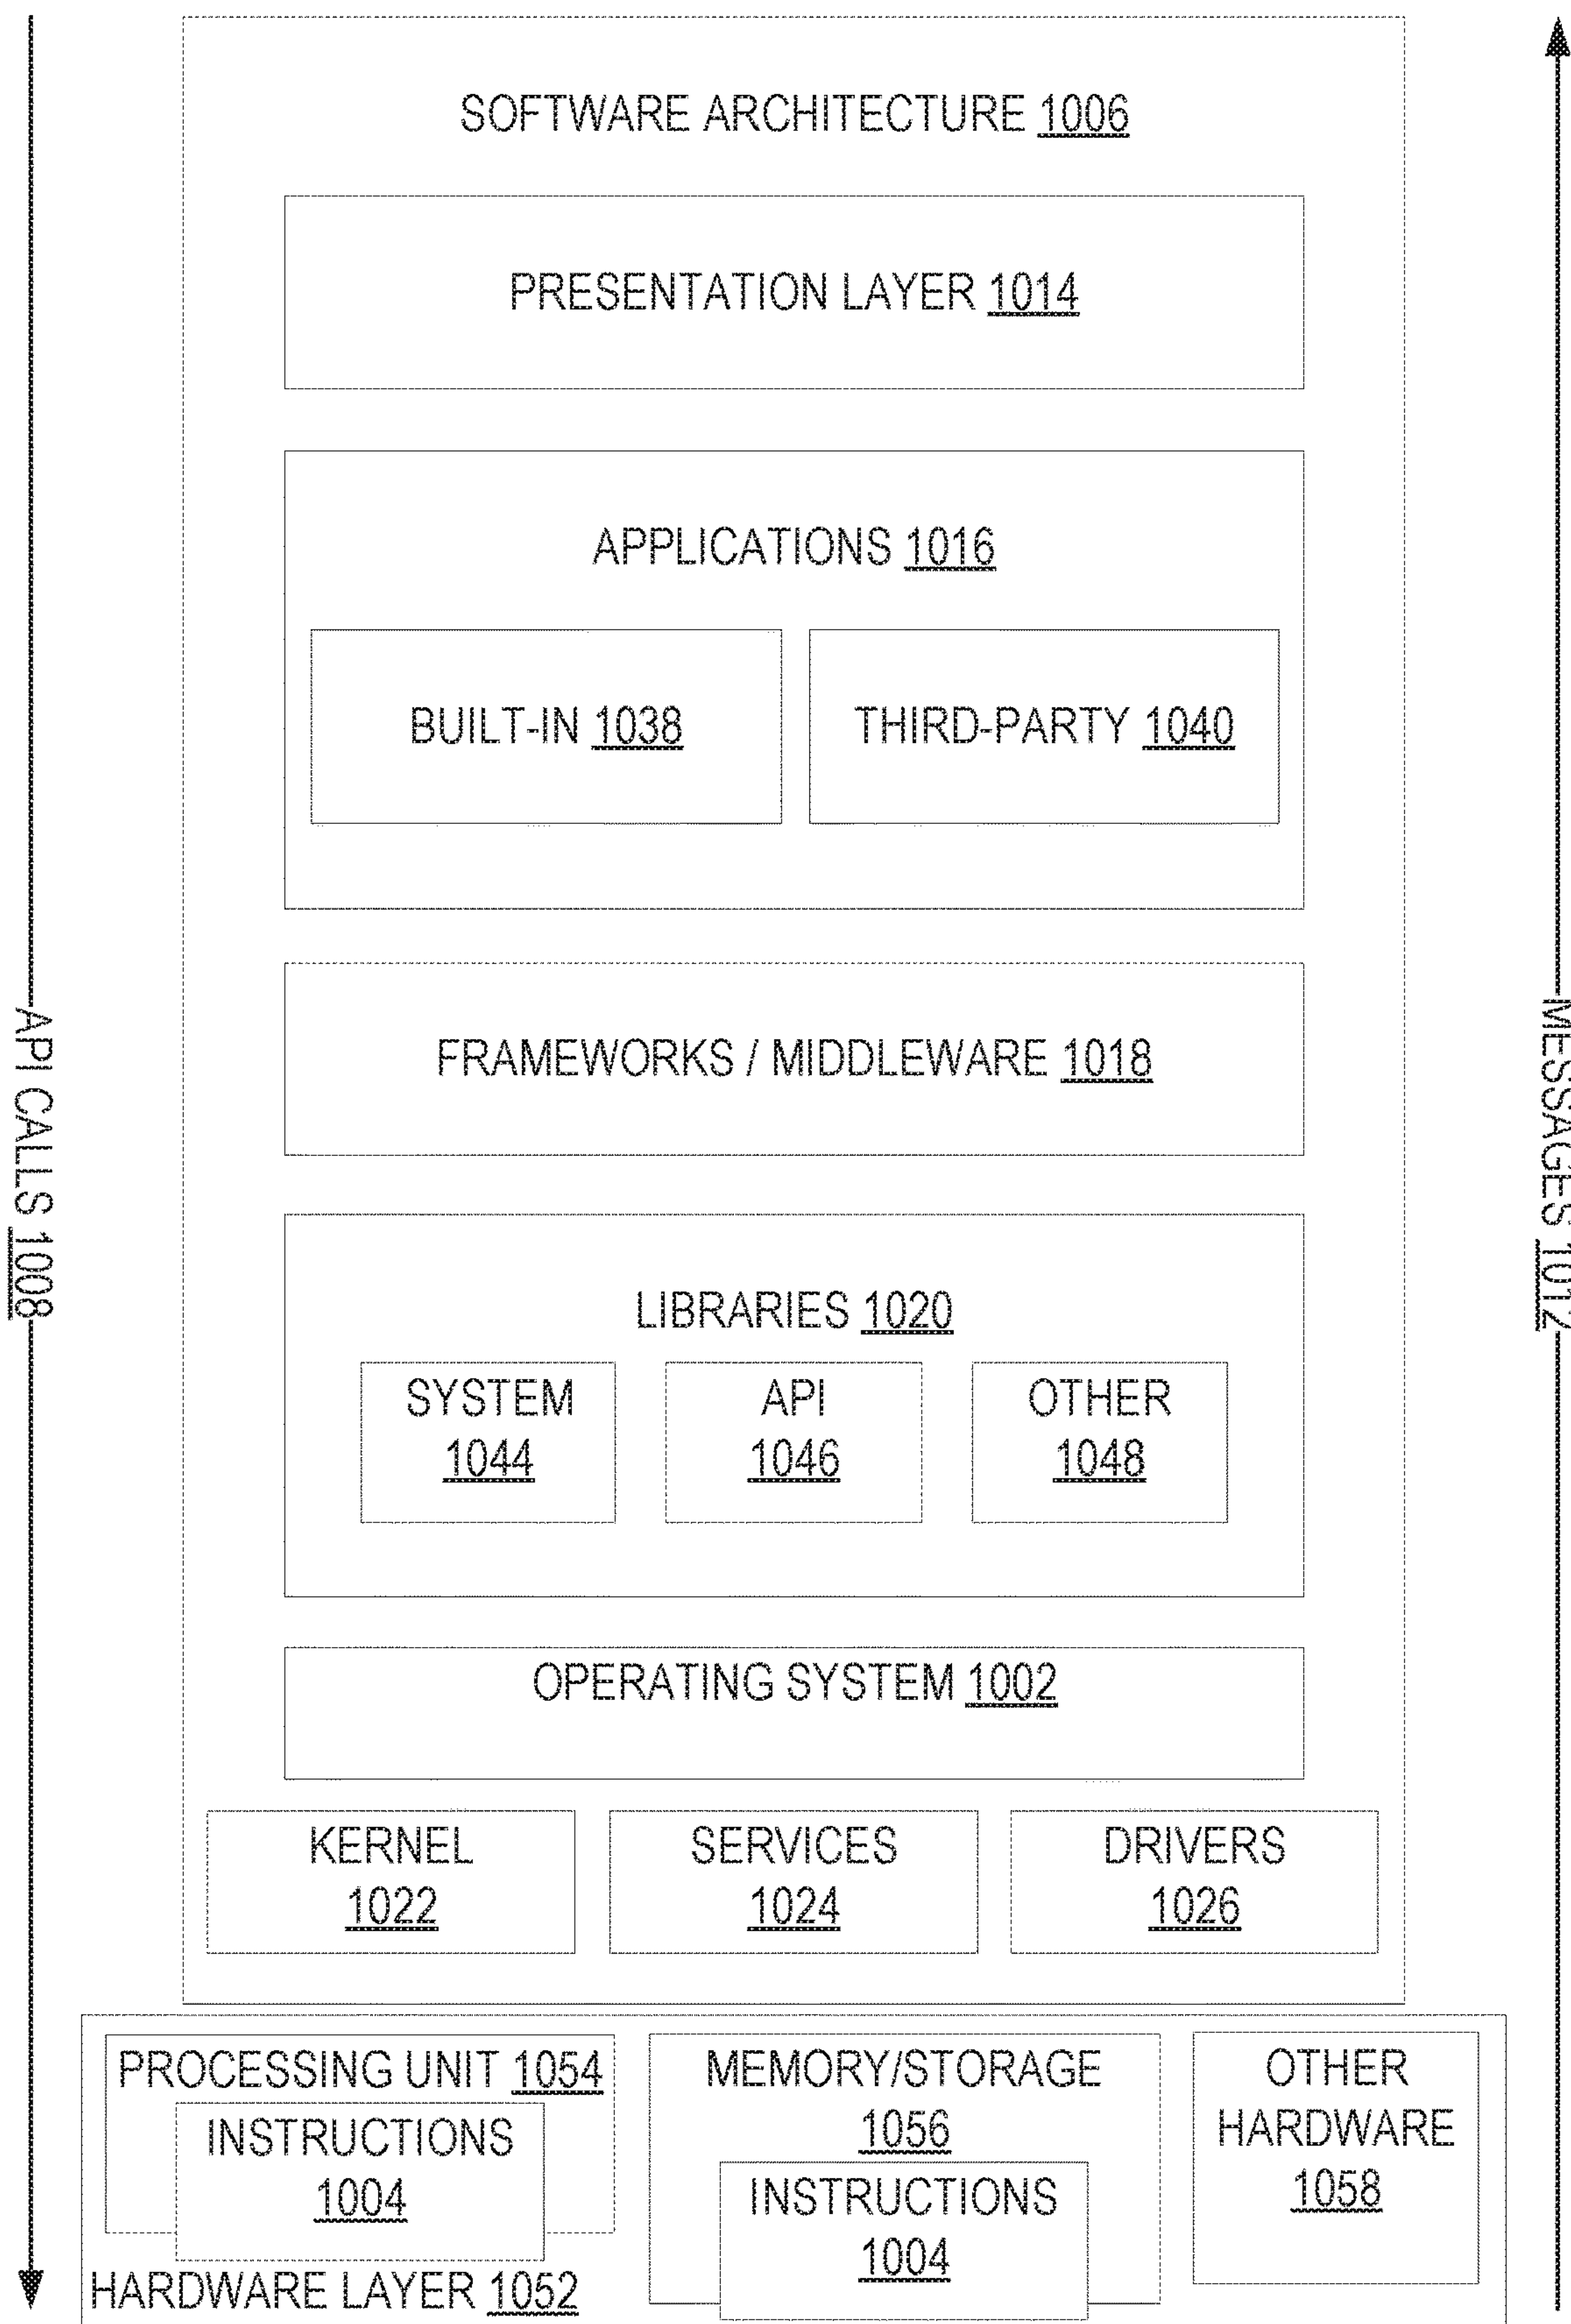 SOFTWARE ARCHITECTURE 1006
PRESENTATION LAYER 1014
APPLICATIONS 1016
BUILT-IN 1038
THIRD-PARTY 1040
FRAMEWORKS / MIDDLEWARE 1018
API CALLS 1008
MESSAGES 1012
LIBRARIES 1020
SYSTEM
1044
API
1046
OTHER
1048
OPERATING SYSTEM 1002
KERNEL
1022
SERVICES
1024
DRIVERS
1026
PROCESSING UNIT 1054
INSTRUCTIONS
1004
MEMORY/STORAGE
1056
INSTRUCTIONS
1004
OTHER
HARDWARE
1058
HARDWARE LAYER 1052